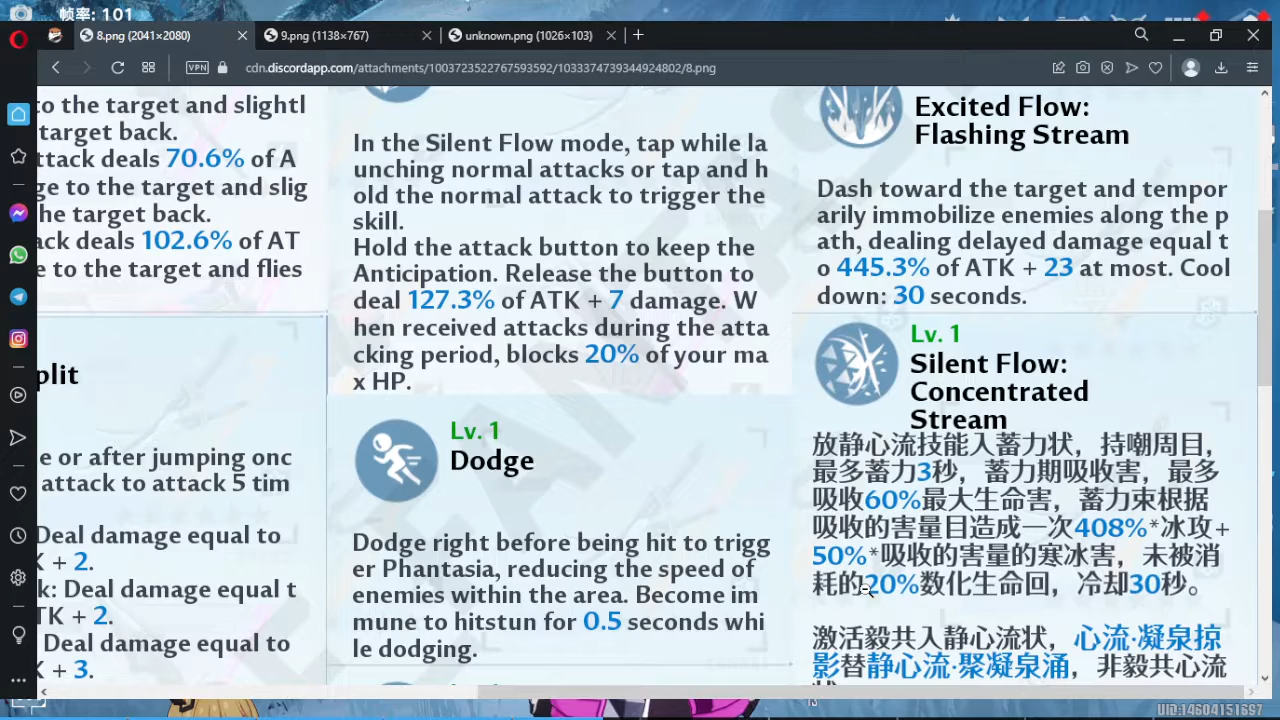 帧率: 101
8.png (2041×2080)
9.png (1138×767)
unknown.png (1026×103)
VPN
cdn.discordapp.com/attachments/1003723522767593592/1033374739344924802/8.png
to the target and slightl
target back.
ttack deals 70.6% of A
ge to the target and slig
he target back.
ack deals 102.6% of AT
e to the target and flies
plit
e or after jumping onc
attack to attack 5 tim
Deal damage equal to
K + 2.
k: Deal damage equal t
TK + 2.
Deal damage equal to
K + 3.
In the Silent Flow mode, tap while la
unching normal attacks or tap and h
old the normal attack to trigger the
skill.
Hold the attack button to keep the
Anticipation. Release the button to
deal 127.3% of ATK + 7 damage. W
hen received attacks during the atta
cking period, blocks 20% of your ma
x HP.
Lv. 1
Dodge
Dodge right before being hit to trigg
er Phantasia, reducing the speed of
enemies within the area. Become im
mune to hitstun for 0.5 seconds whi
le dodging.
Excited Flow:
Flashing Stream
Dash toward the target and tempor
arily immobilize enemies along the p
ath, dealing delayed damage equal t
o 445.3% of ATK + 23 at most. Cool
down: 30 seconds.
Lv. 1
Silent Flow:
Concentrated
Stream
放静心流技能入蓄力状，持嘲周目，
最多蓄力3秒，蓄力期吸收害，最多
吸收60%最大生命害，蓄力束根据
吸收的害量目造成一次408%*冰攻+
50%*吸收的害量的寒冰害，未被消
耗的20%数化生命回，冷却30秒。
激活毅共入静心流状，心流·凝泉掠
影替静心流·聚凝泉涌，非毅共心流
UID:14604151697